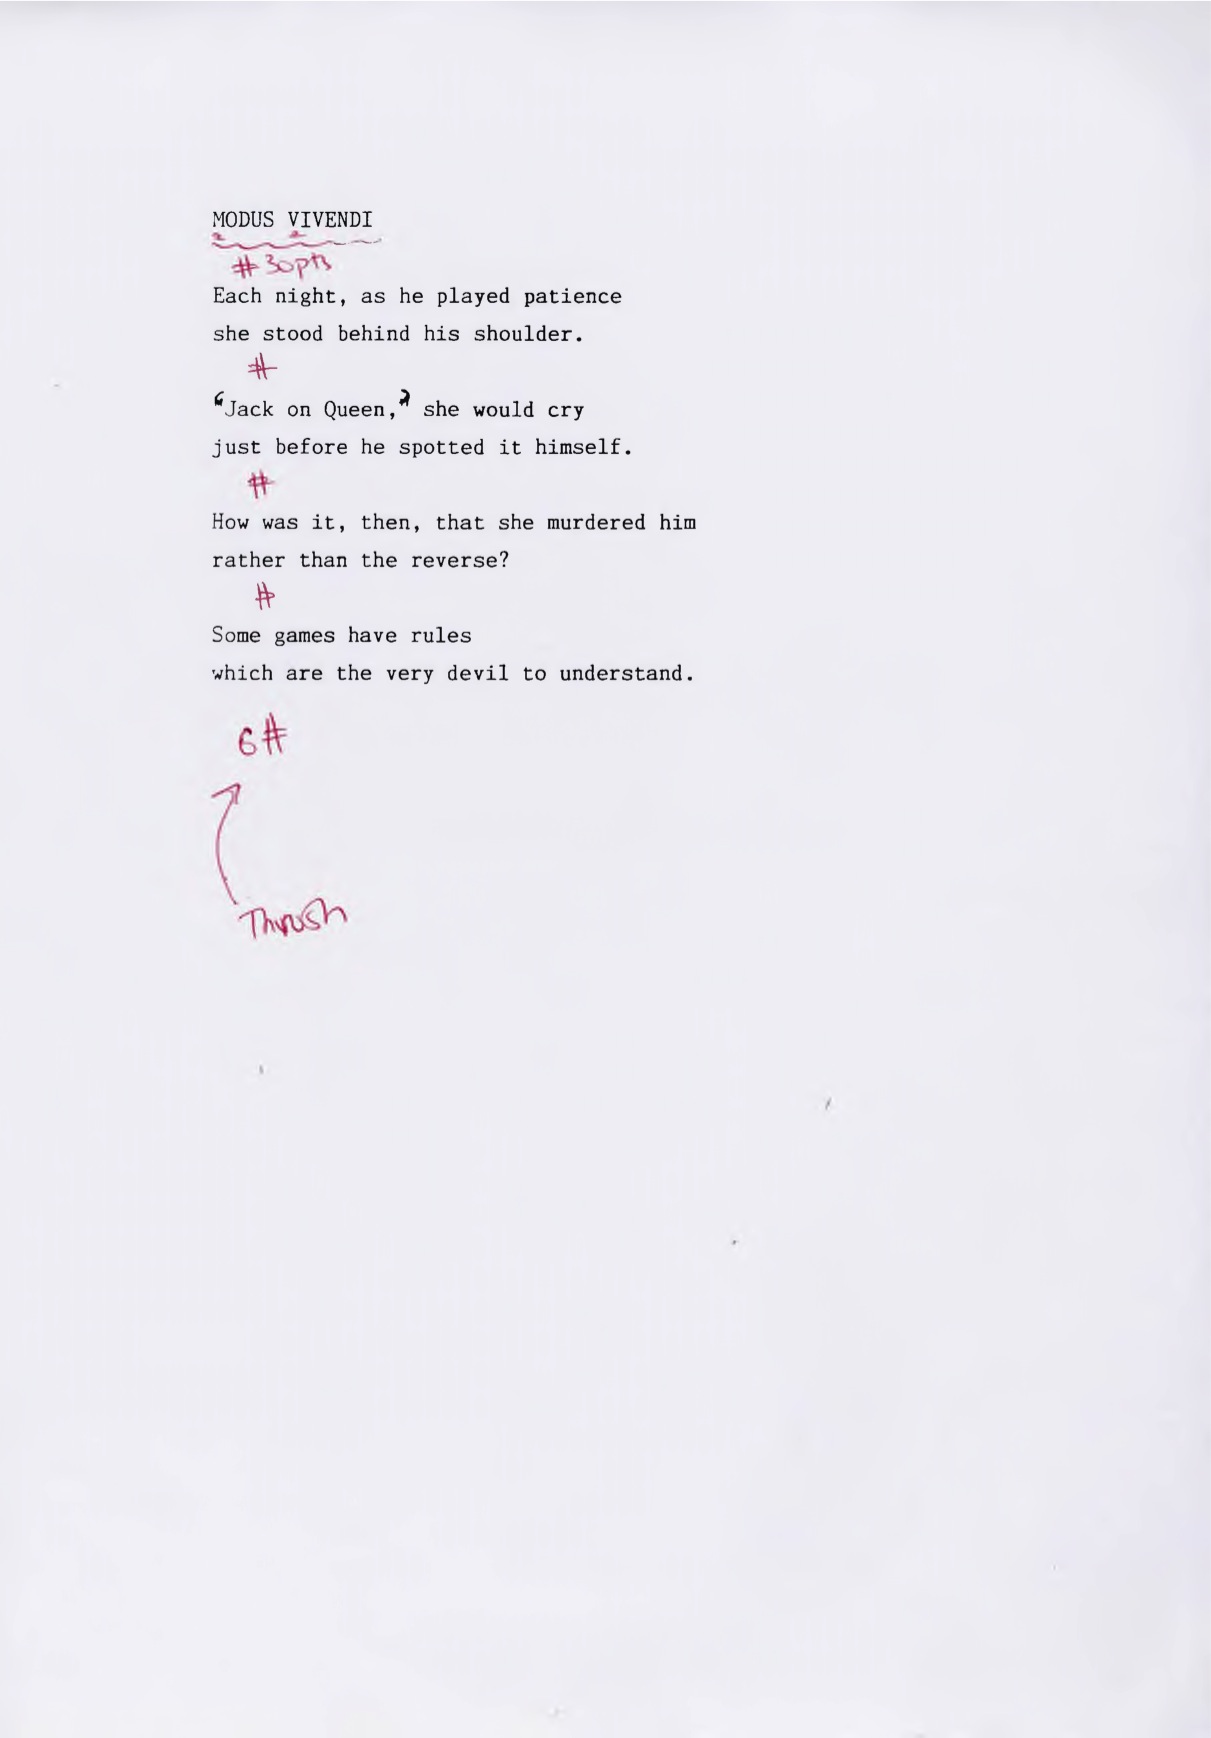 MODUS VIVENDI
# 30pts
Each night, as he played patience
she stood behind his shoulder.
#
“Jack on Queen,” she would cry
just before he spotted it himself.
#
How was it, then, that she murdered him
rather than the reverse?
#
Some games have rules
which are the very devil to understand.
6#
Thrush